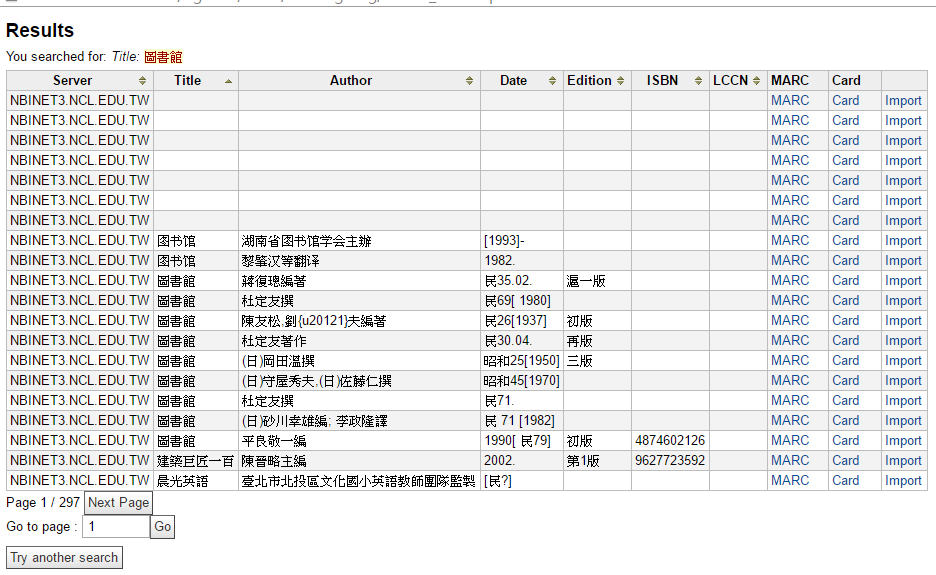 Results
You searched for: Title: 圖書館
Server Title Author Date Edition ISBN LCCN MARC Card
NBINET3.NCL.EDU.TW MARC Card Import
NBINET3.NCL.EDU.TW MARC Card Import
NBINET3.NCL.EDU.TW MARC Card Import
NBINET3.NCL.EDU.TW MARC Card Import
NBINET3.NCL.EDU.TW MARC Card Import
NBINET3.NCL.EDU.TW MARC Card Import
NBINET3.NCL.EDU.TW MARC Card Import
NBINET3.NCL.EDU.TW 图书馆 湖南省图书馆学会主辦 [1993]- MARC Card Import
NBINET3.NCL.EDU.TW 图书馆 黎肇汉等翻译 1982. MARC Card Import
NBINET3.NCL.EDU.TW 圖書館 蔣復璁編著 民35.02. 滬一版 MARC Card Import
NBINET3.NCL.EDU.TW 圖書館 杜定友撰 民69[ 1980] MARC Card Import
NBINET3.NCL.EDU.TW 圖書館 陳友松,劉{u20121}夫編著 民26[1937] 初版 MARC Card Import
NBINET3.NCL.EDU.TW 圖書館 杜定友著作 民30.04. 再版 MARC Card Import
NBINET3.NCL.EDU.TW 圖書館 (日)岡田溫撰 昭和25[1950] 三版 MARC Card Import
NBINET3.NCL.EDU.TW 圖書館 (日)守屋秀夫,(日)佐藤仁撰 昭和45[1970] MARC Card Import
NBINET3.NCL.EDU.TW 圖書館 杜定友撰 民71. MARC Card Import
NBINET3.NCL.EDU.TW 圖書館 (日)砂川幸雄編; 李政隆譯 民 71 [1982] MARC Card Import
NBINET3.NCL.EDU.TW 圖書館 平良敬一編 1990[ 民79] 初版 4874602126 MARC Card Import
NBINET3.NCL.EDU.TW 建築巨匠一百 陳晉略主編 2002. 第1版 9627723592 MARC Card Import
NBINET3.NCL.EDU.TW 晨光英語 臺北市北投區文化國小英語教師團隊監製 [民?] MARC Card Import
Page 1 / 297 Next Page
Go to page : 1 Go
Try another search